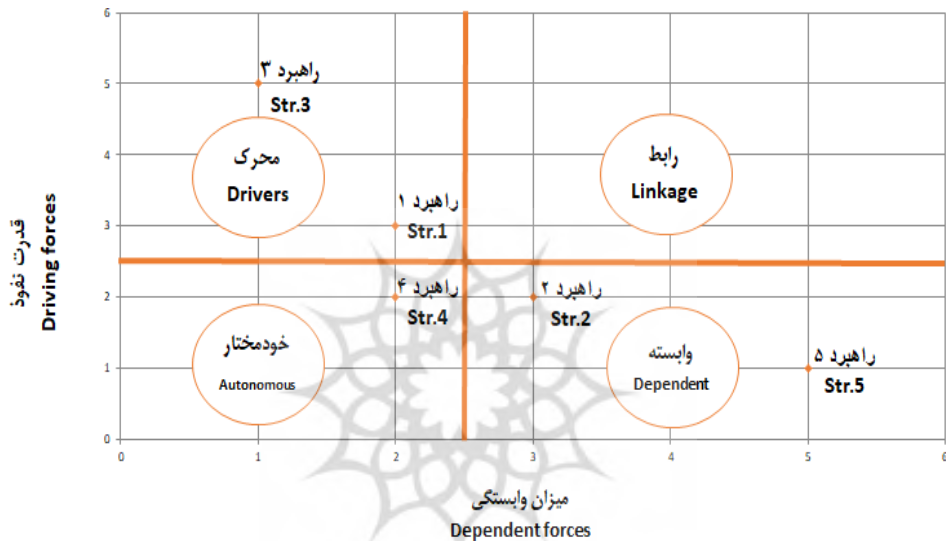 6
5
4
3
2
1
0
0
1
2
3
4
5
6
قدرت نفوذ
Driving forces
راهبرد ۳
Str.3
محرک
Drivers
رابط
Linkage
راهبرد ۱
Str.1
راهبرد ۴
Str.4
راهبرد ۲
Str.2
خودمختار
Autonomous
وابسته
Dependent
راهبرد ۵
Str.5
میزان وابستگی
Dependent forces